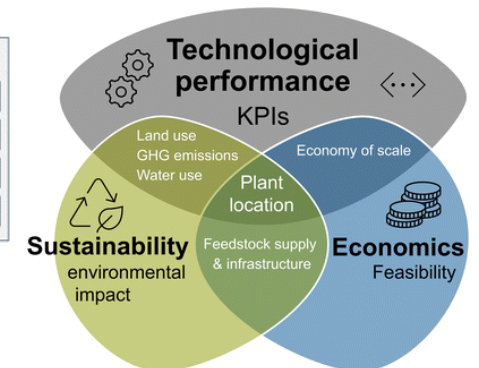 Technological
performance
KPIs
Land use
GHG emissions
Water use
Economy of scale
Plant
location
Sustainability
environmental
impact
Feedstock supply
& infrastructure
Economics
Feasibility